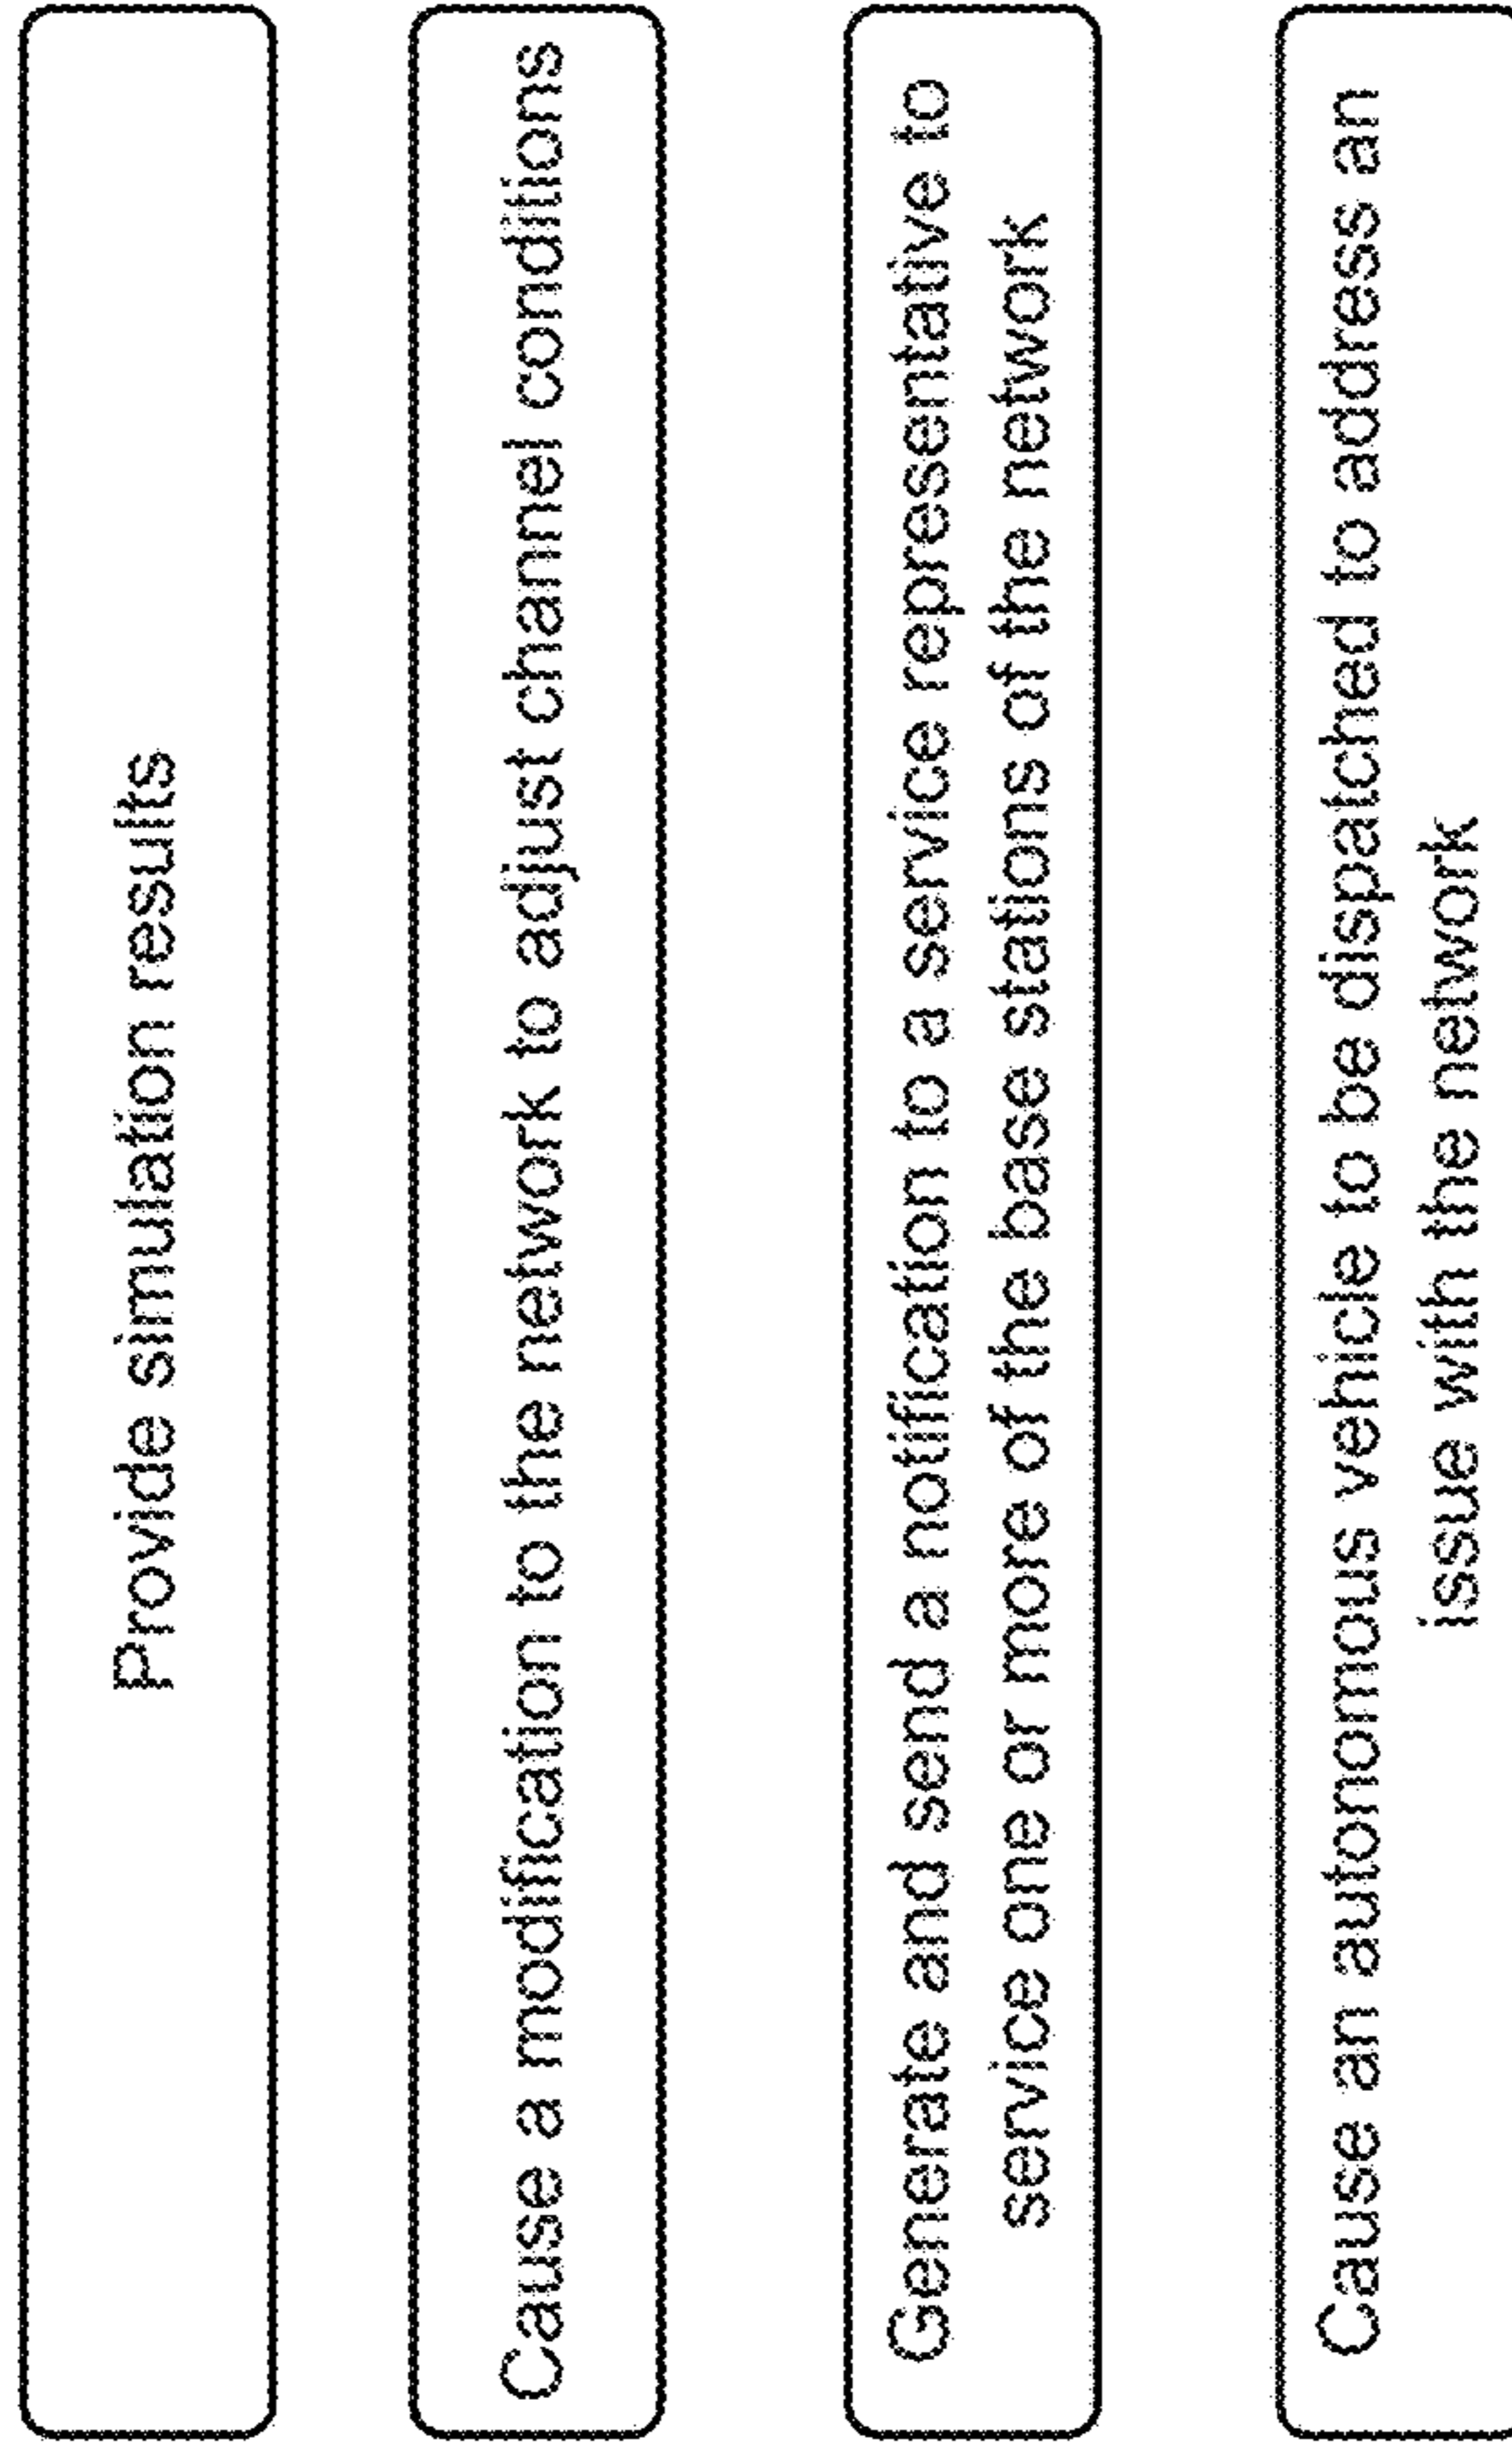 Provide simulation results
Cause a modification to the network to adjust channel conditions
Generate and send a notification to a service representative to
service one or more of the base stations of the network
Cause an autonomous vehicle to be dispatched to address an
issue with the network